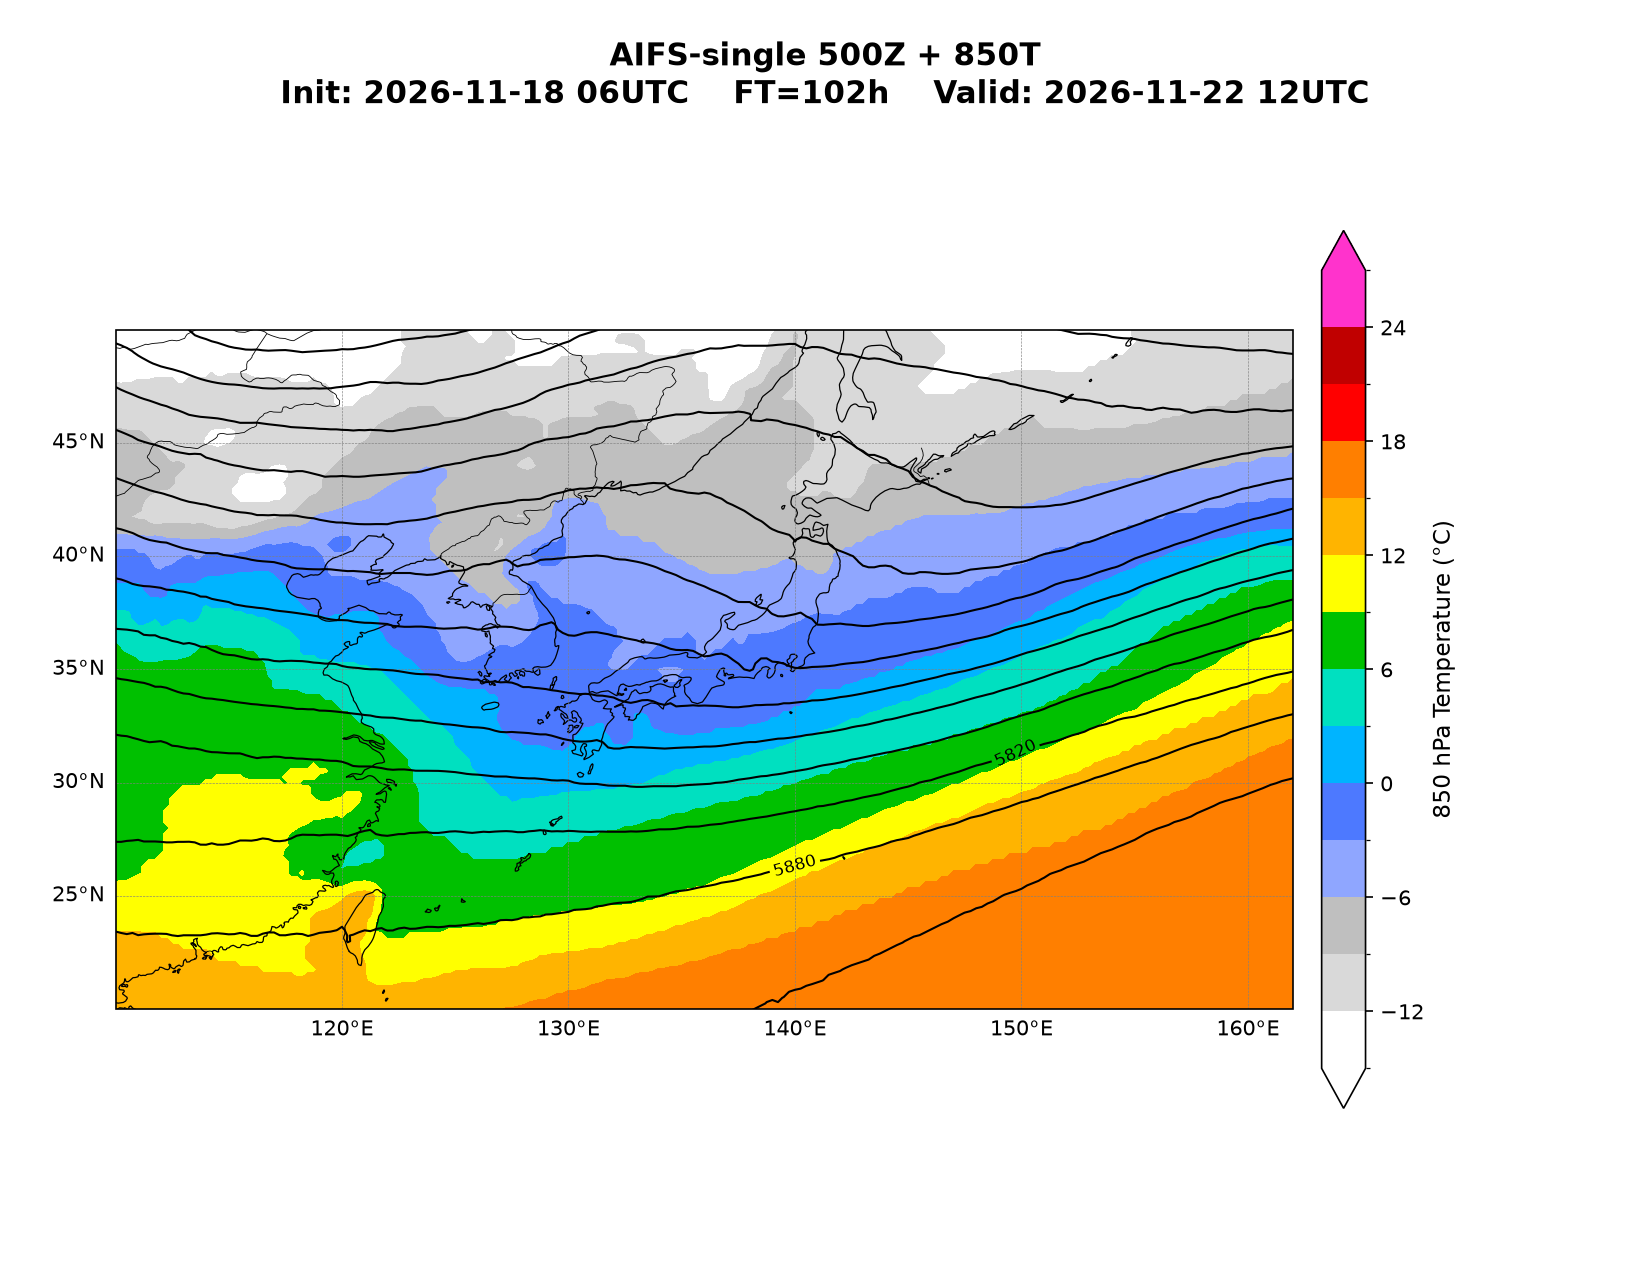 AIFS-single 500Z + 850T
Init: 2026-11-18 06UTC FT=102h Valid: 2026-11-22 12UTC
24
18
12
6
0
−6
−12
850 hPa Temperature (°C)
45°N
40°N
35°N
30°N
25°N
5820
5880
120°E
130°E
140°E
150°E
160°E